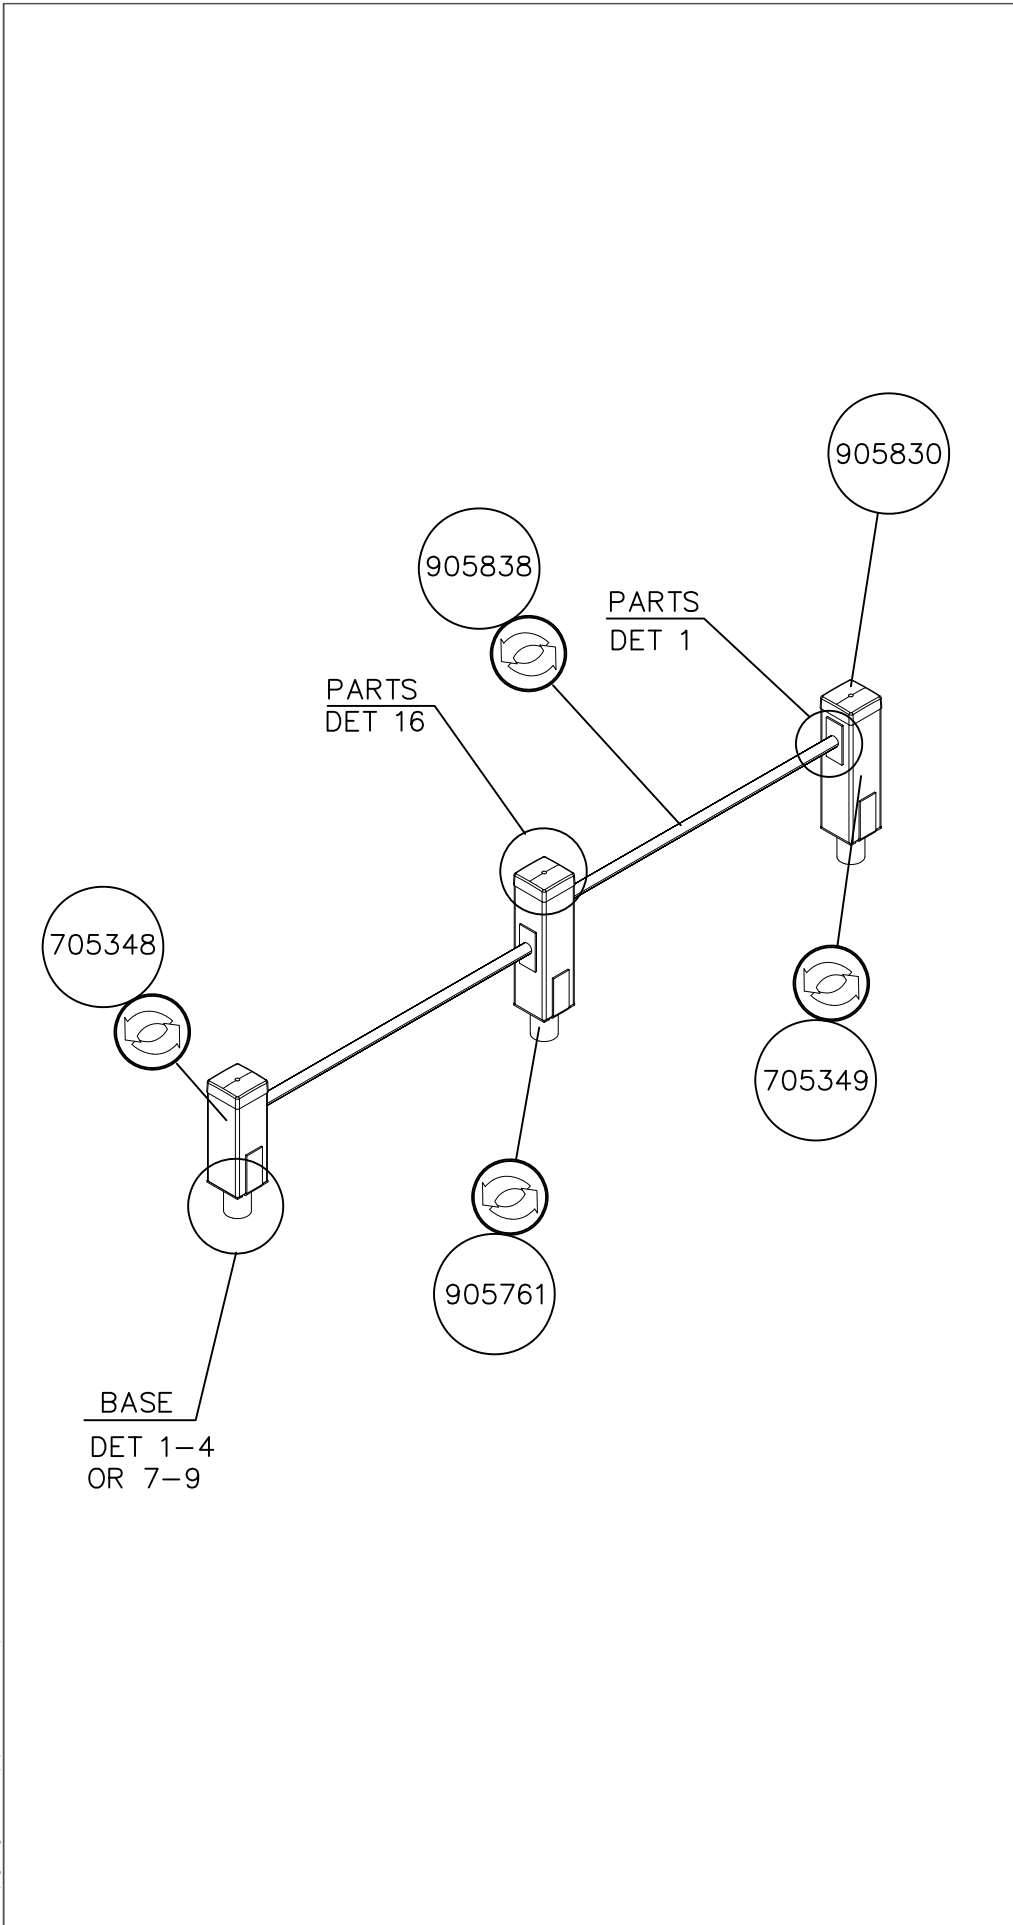 905830
905838
PARTS
DET 1
PARTS
DET 16
705348
705349
905761
BASE
DET 1-4
OR 7-9